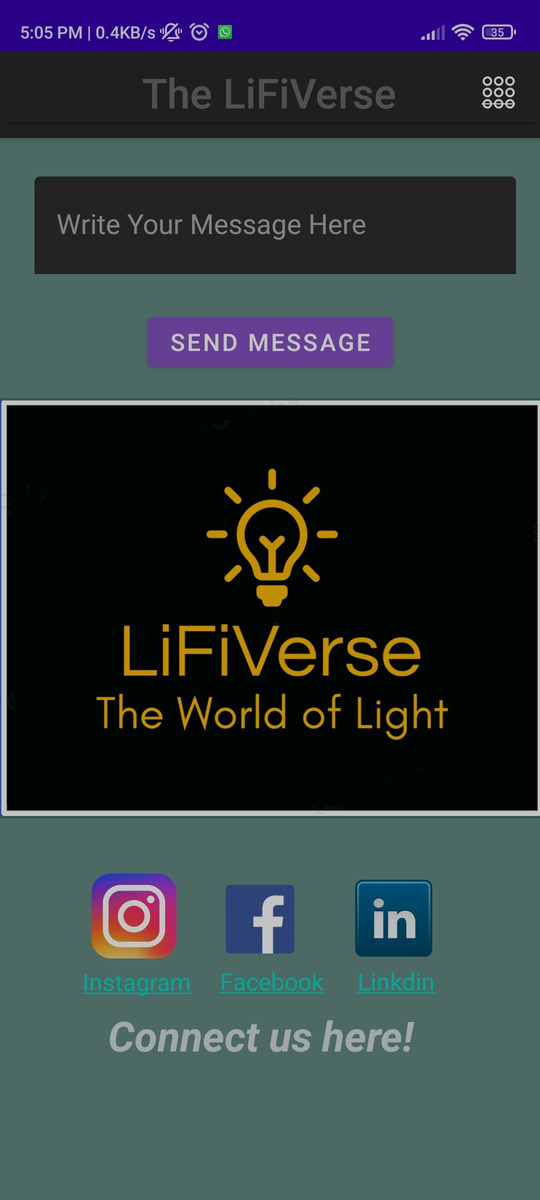 5:05 PM | 0.4KB/s 35
The LiFiVerse
Write Your Message Here
SEND MESSAGE
LiFiVerse
The World of Light
in
Instagram Facebook Linkdin
Connect us here!